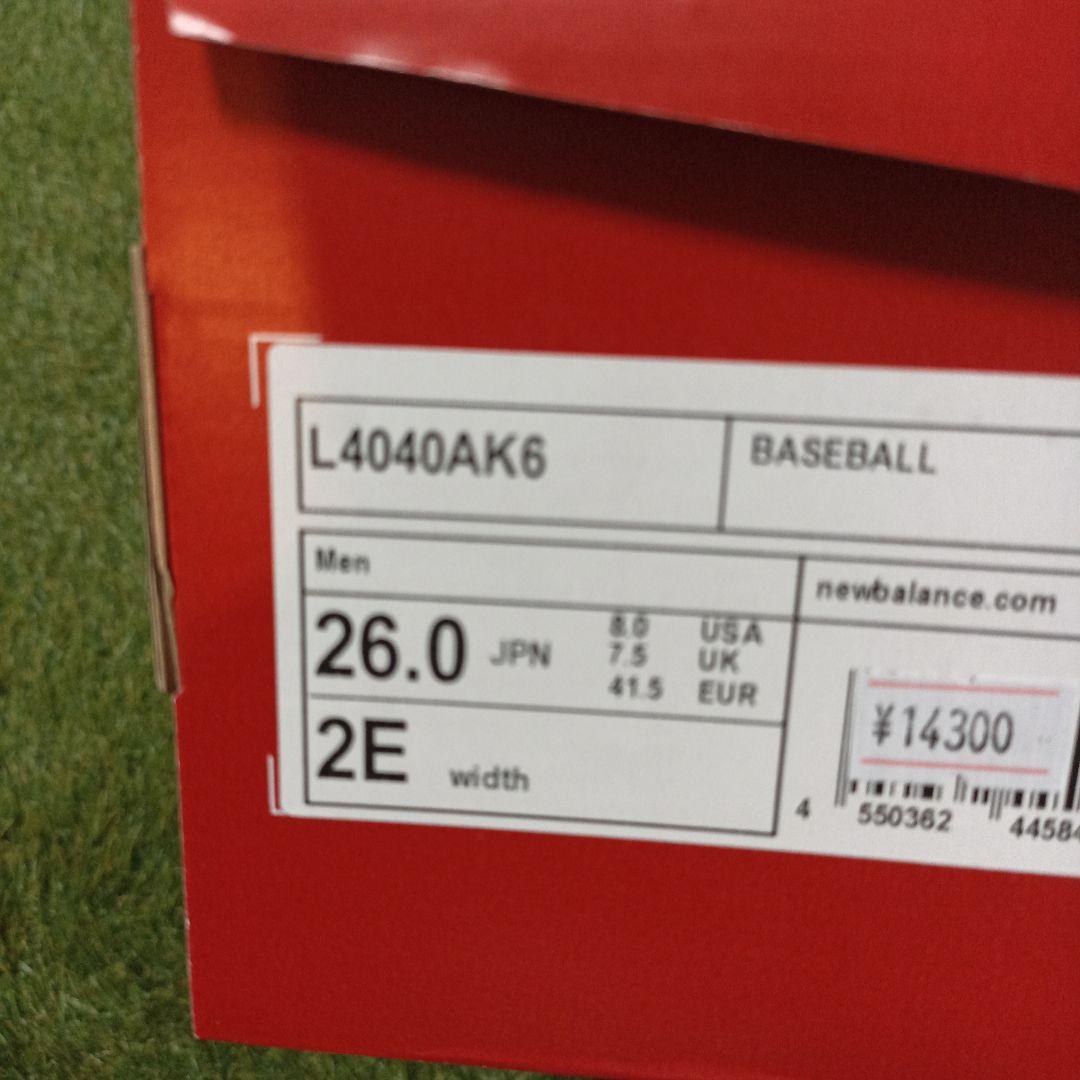 L4040AK6
BASEBALL
Men
newbalance.com
26.0 JPN
8.0 USA
7.5 UK
41.5 EUR
2E width
¥14300
4 550362 44584